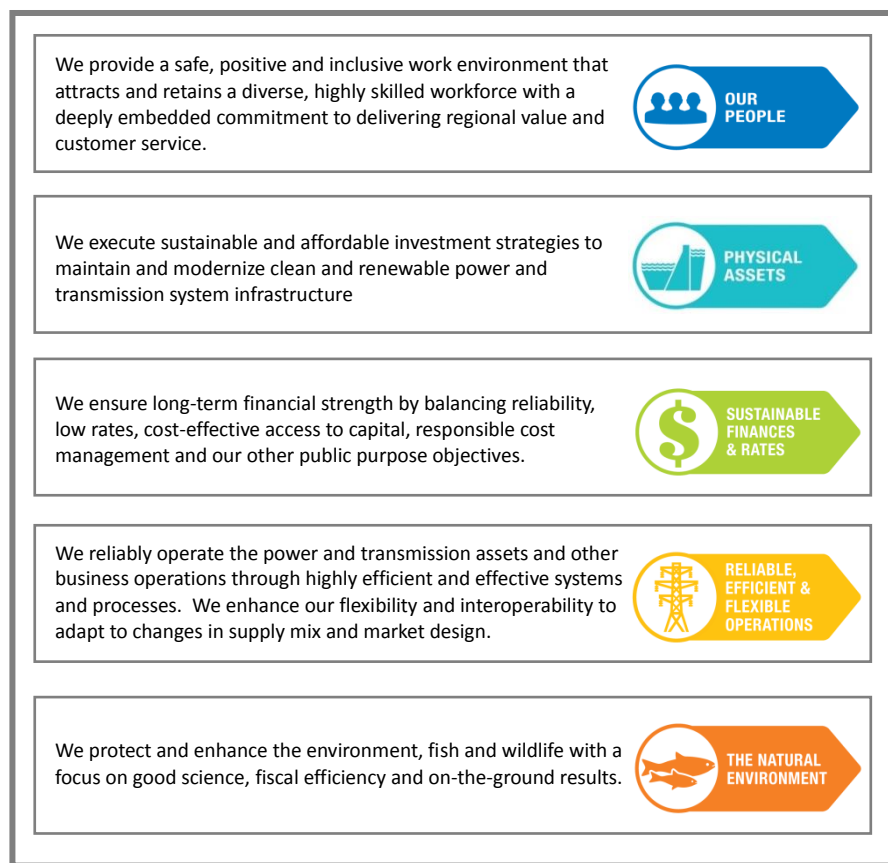 We provide a safe, positive and inclusive work environment that
attracts and retains a diverse, highly skilled workforce with a
deeply embedded commitment to delivering regional value and
customer service.
OUR
PEOPLE
We execute sustainable and affordable investment strategies to
maintain and modernize clean and renewable power and
transmission system infrastructure
PHYSICAL
ASSETS
We ensure long-term financial strength by balancing reliability,
low rates, cost-effective access to capital, responsible cost
management and our other public purpose objectives.
$
SUSTAINABLE
FINANCES
& RATES
We reliably operate the power and transmission assets and other
business operations through highly efficient and effective systems
and processes.  We enhance our flexibility and interoperability to
adapt to changes in supply mix and market design.
RELIABLE,
EFFICIENT &
FLEXIBLE
OPERATIONS
We protect and enhance the environment, fish and wildlife with a
focus on good science, fiscal efficiency and on-the-ground results.
THE NATURAL
ENVIRONMENT